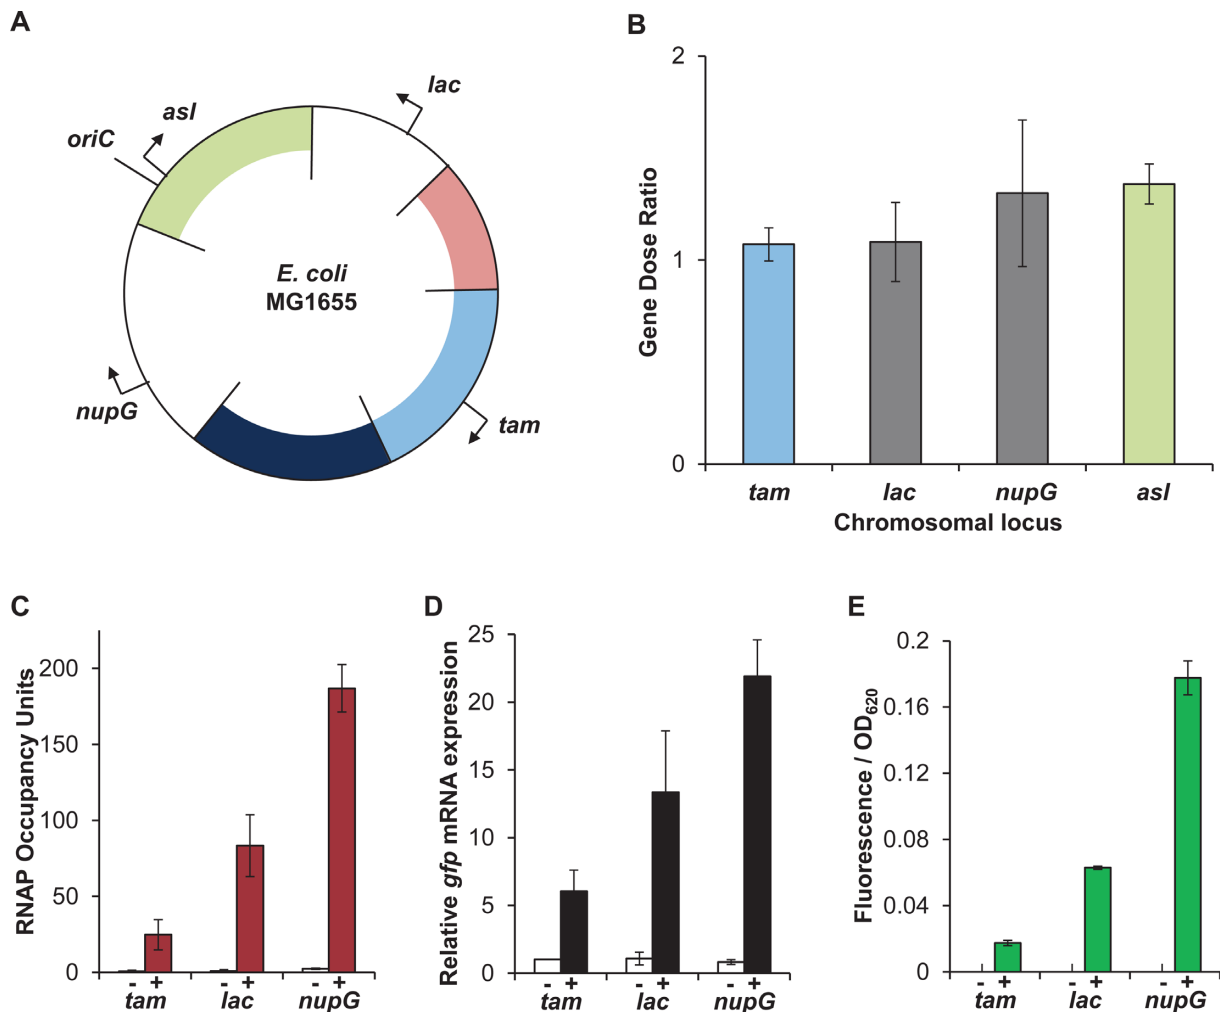 A
lac
asl
oriC
E. coli
MG1655
nupG
tam
B
2
1
0
Gene Dose Ratio
tam lac nupG asl
Chromosomal locus
C
200
150
100
50
0
RNAP Occupancy Units
- + - + - +
tam lac nupG
D
25
20
15
10
5
0
Relative gfp mRNA expression
- + - + - +
tam lac nupG
E
0.2
0.16
0.12
0.08
0.04
0
Fluorescence / OD620
- + - + - +
tam lac nupG